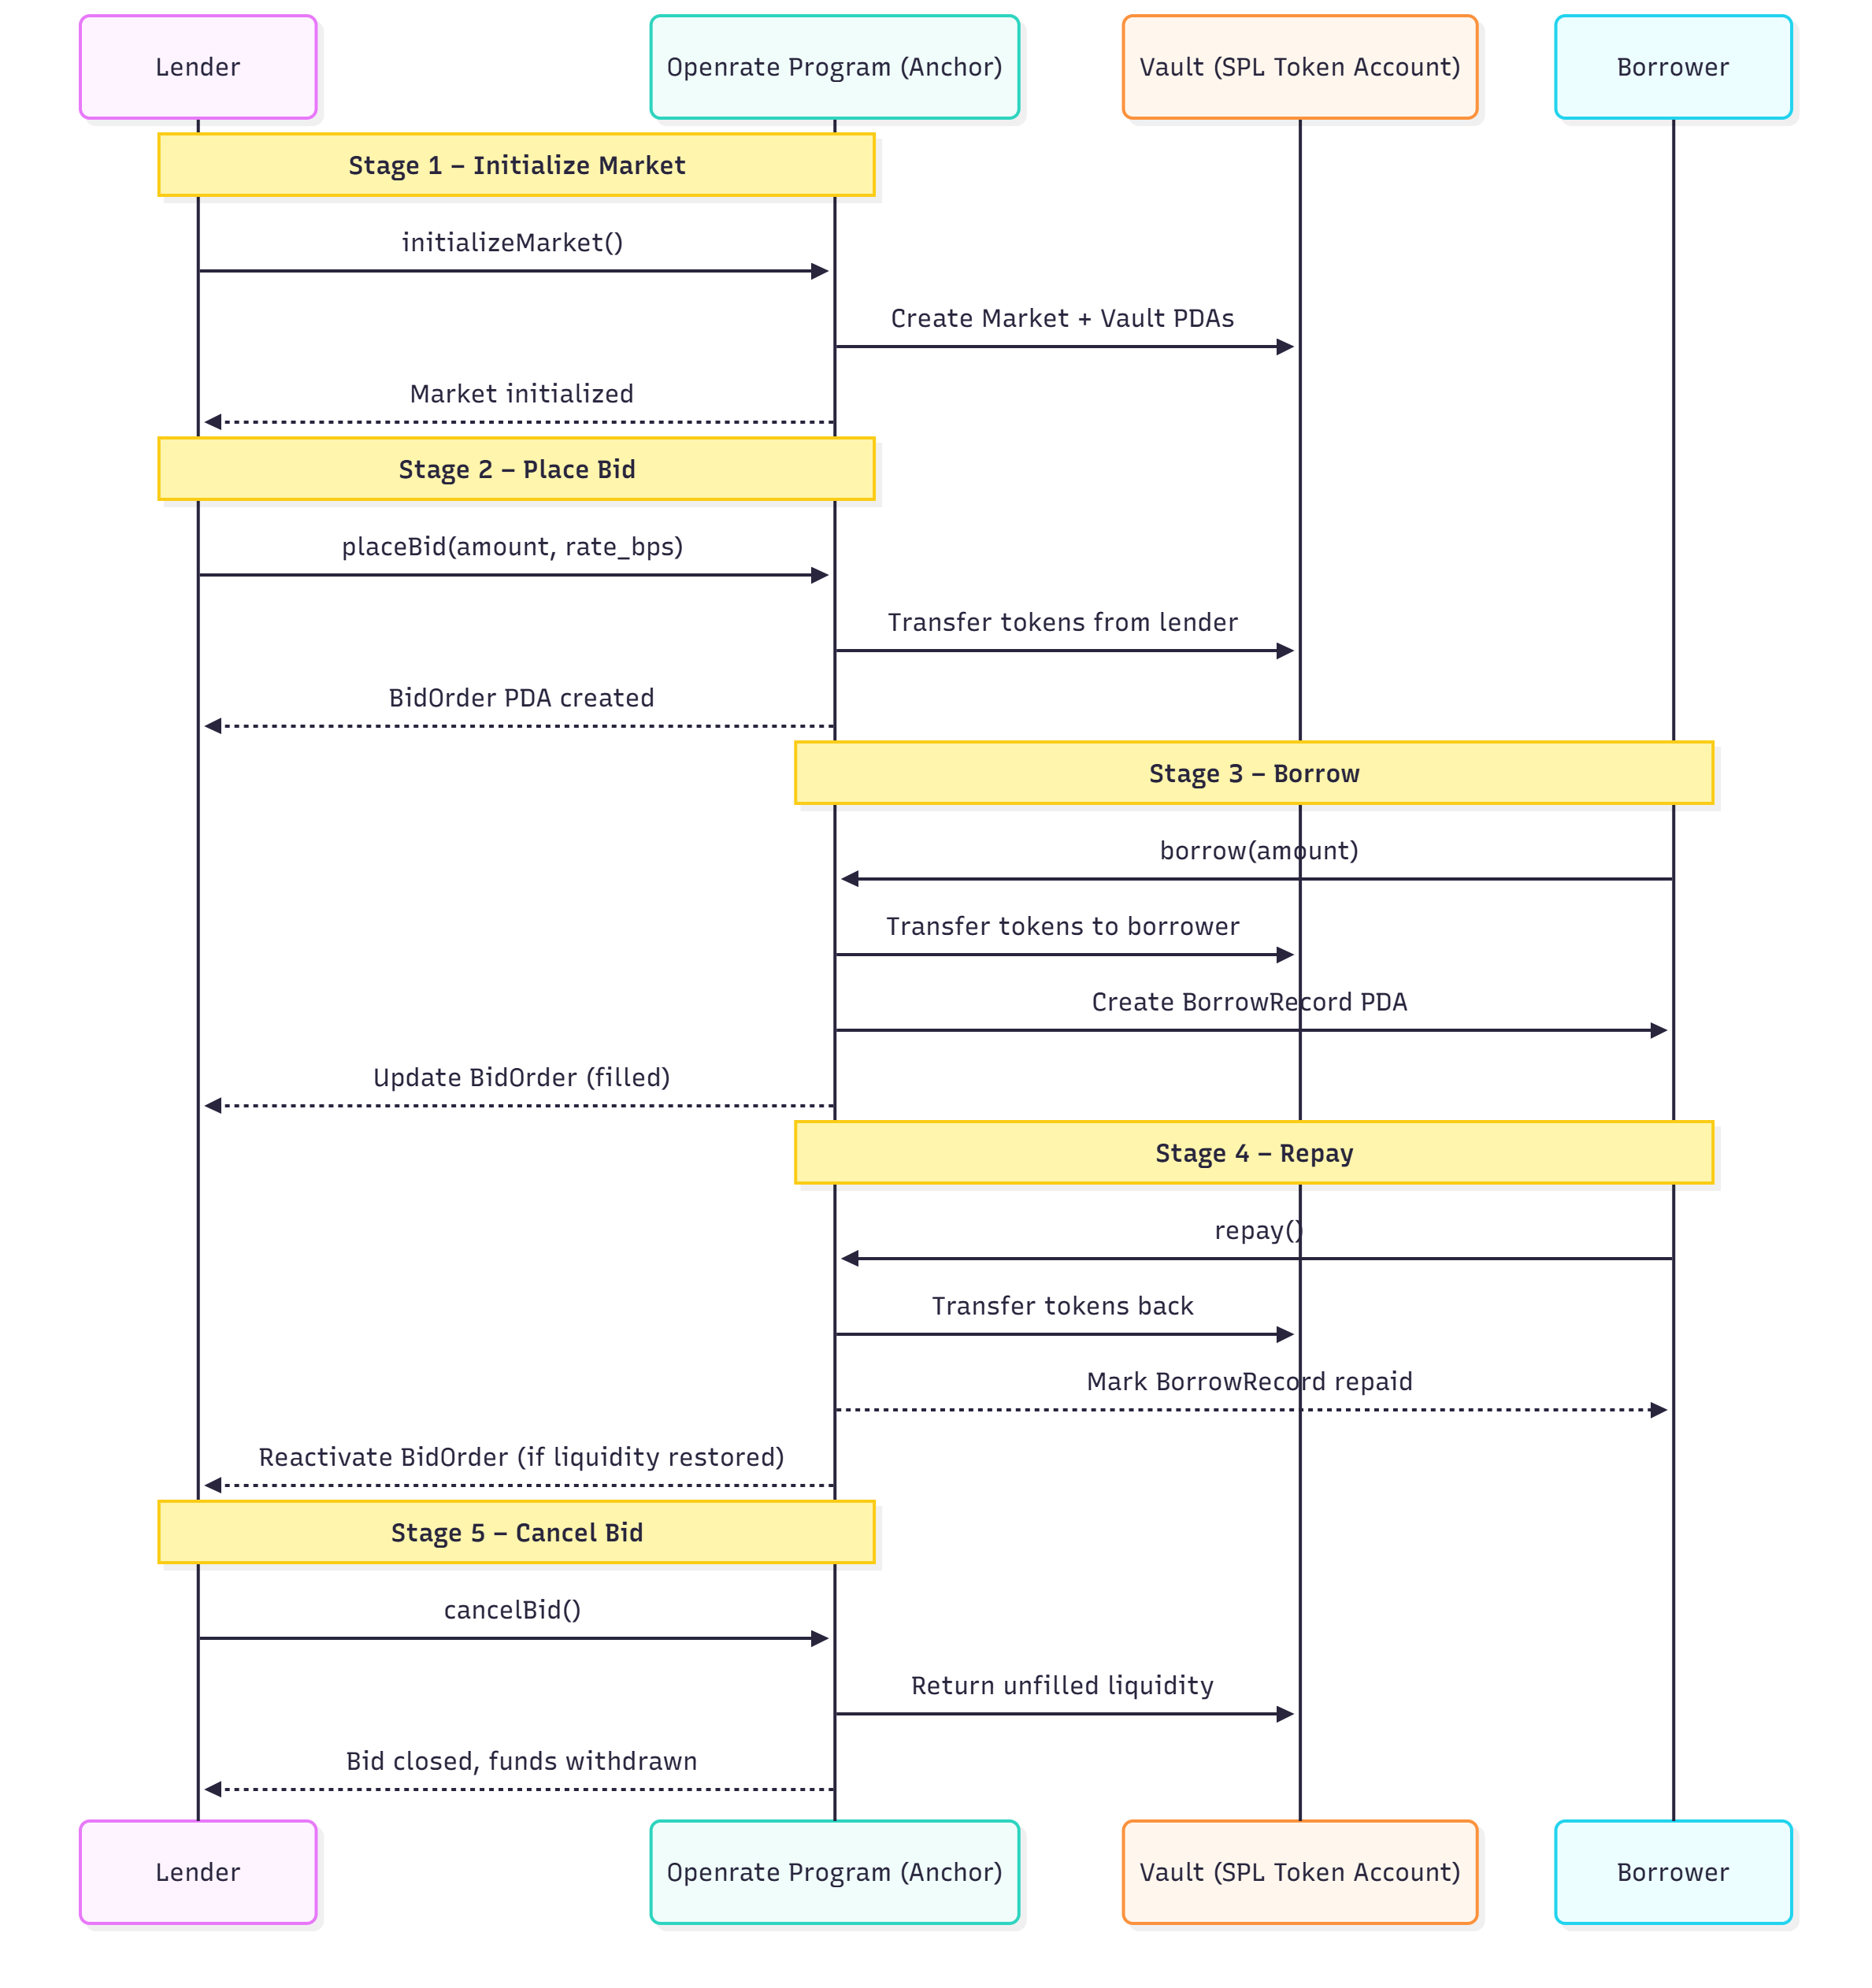 Lender
Openrate Program (Anchor)
Vault (SPL Token Account)
Borrower
Stage 1 – Initialize Market
initializeMarket()
Create Market + Vault PDAs
Market initialized
Stage 2 – Place Bid
placeBid(amount, rate_bps)
Transfer tokens from lender
BidOrder PDA created
Stage 3 – Borrow
borrow(amount)
Transfer tokens to borrower
Create BorrowRecord PDA
Update BidOrder (filled)
Stage 4 – Repay
repay()
Transfer tokens back
Mark BorrowRecord repaid
Reactivate BidOrder (if liquidity restored)
Stage 5 – Cancel Bid
cancelBid()
Return unfilled liquidity
Bid closed, funds withdrawn
Lender
Openrate Program (Anchor)
Vault (SPL Token Account)
Borrower